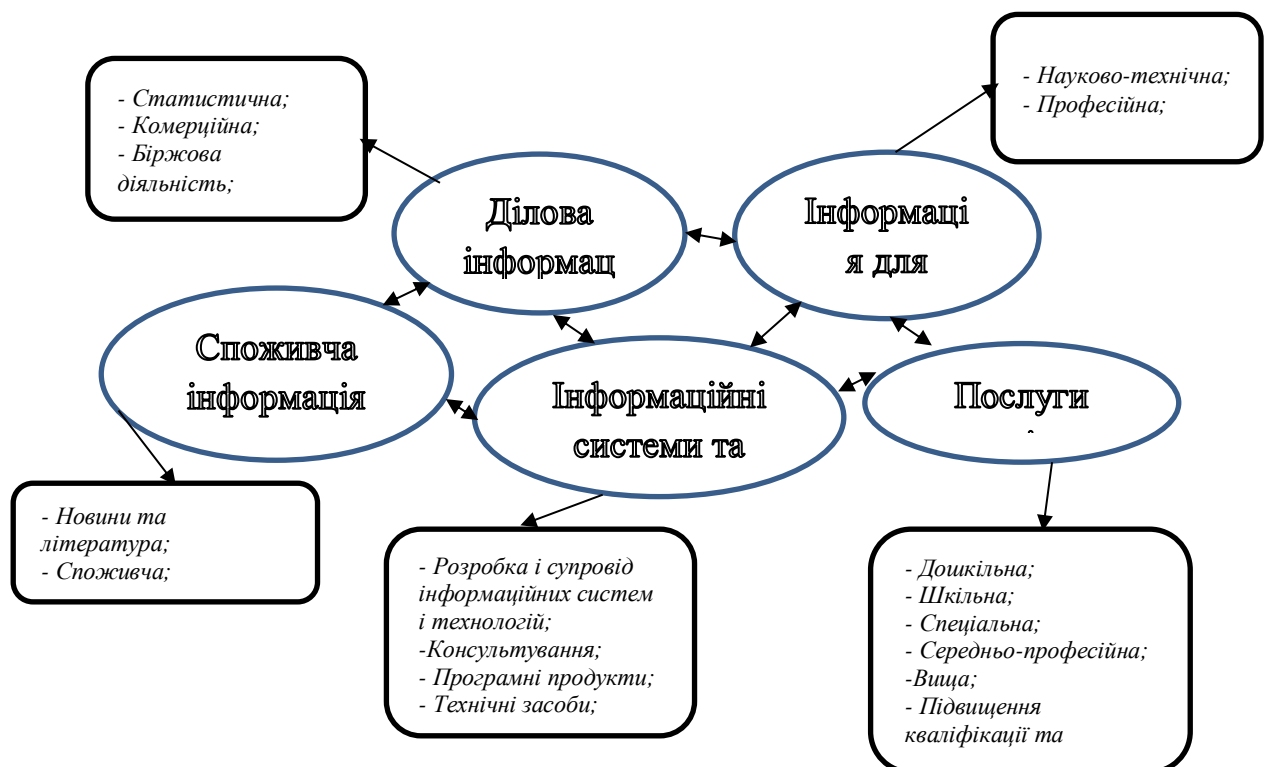 - Науково-технічна;
- Професійна;
- Статистична;
- Комерційна;
- Біржова
діяльність;
Ділова
інформац
Інформаці
я для
Споживча
інформація
Інформаційні
системи та
Послуги
- Новини та
література;
- Споживча;
- Розробка і супровід
інформаційних систем
і технологій;
-Консультування;
- Програмні продукти;
- Технічні засоби;
- Дошкільна;
- Шкільна;
- Спеціальна;
- Середньо-професійна;
-Вища;
- Підвищення
кваліфікації та